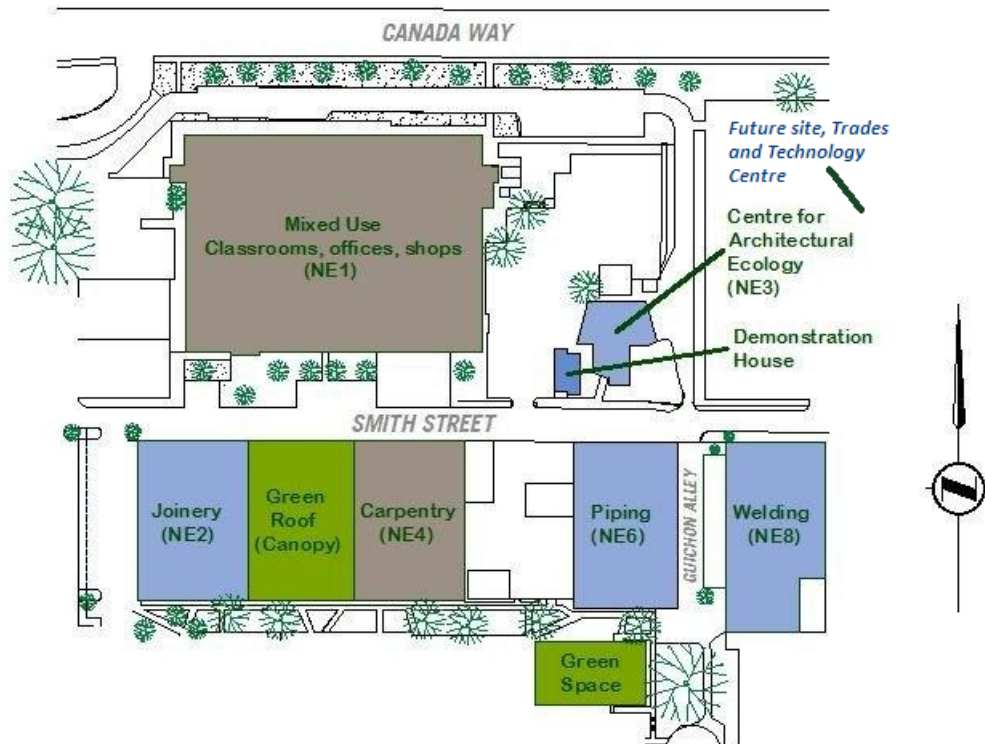 CANADA WAY
Future site, Trades
and Technology
Centre
Mixed Use
Classrooms, offices, shops
(NE1)
Centre for
Architectural
Ecology
(NE3)
Demonstration
House
SMITH STREET
Joinery
(NE2)
Green
Roof
(Canopy)
Carpentry
(NE4)
Piping
(NE6)
GUICHON ALLEY
Welding
(NE8)
Green
Space